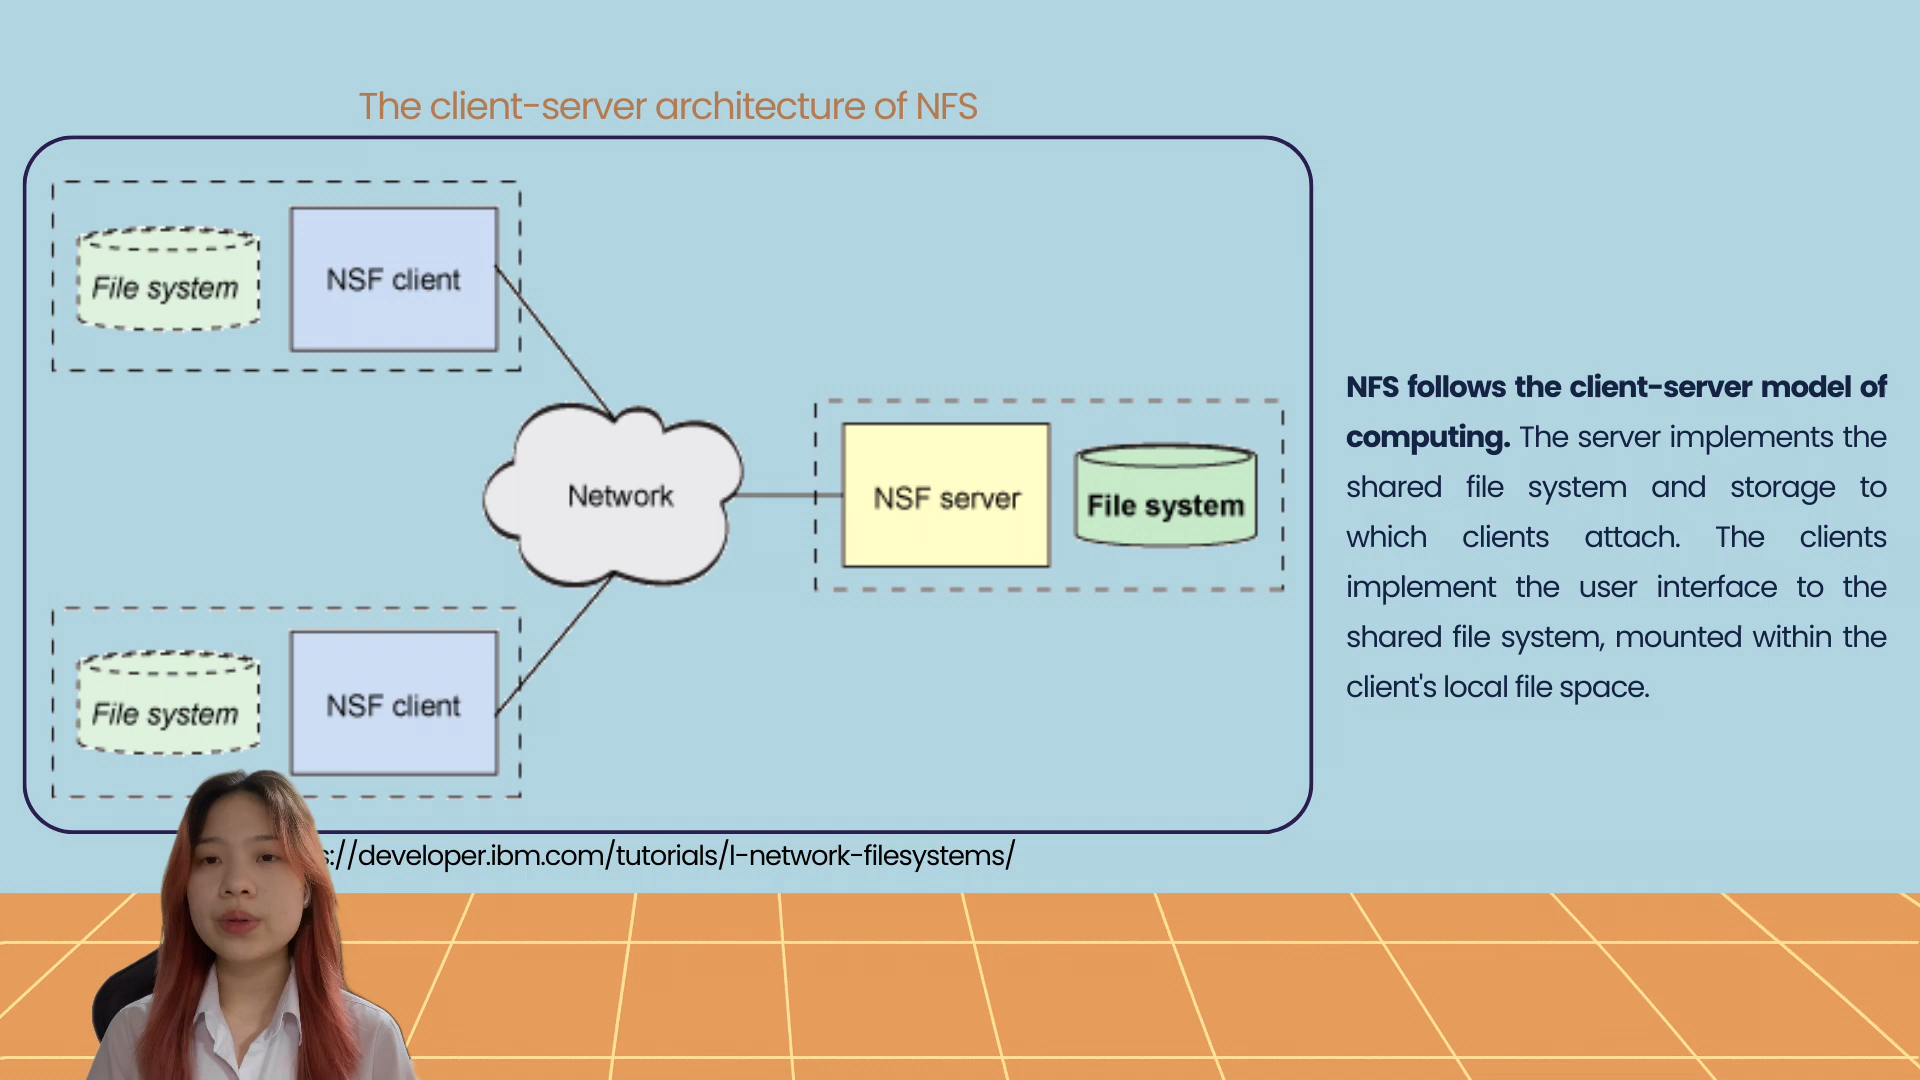 The client-server architecture of NFS
File system
NSF client
Network
NSF server
File system
File system
NSF client
NFS follows the client-server model of
computing. The server implements the
shared file system and storage to
which clients attach. The clients
implement the user interface to the
shared file system, mounted within the
client's local file space.
s://developer.ibm.com/tutorials/l-network-filesystems/